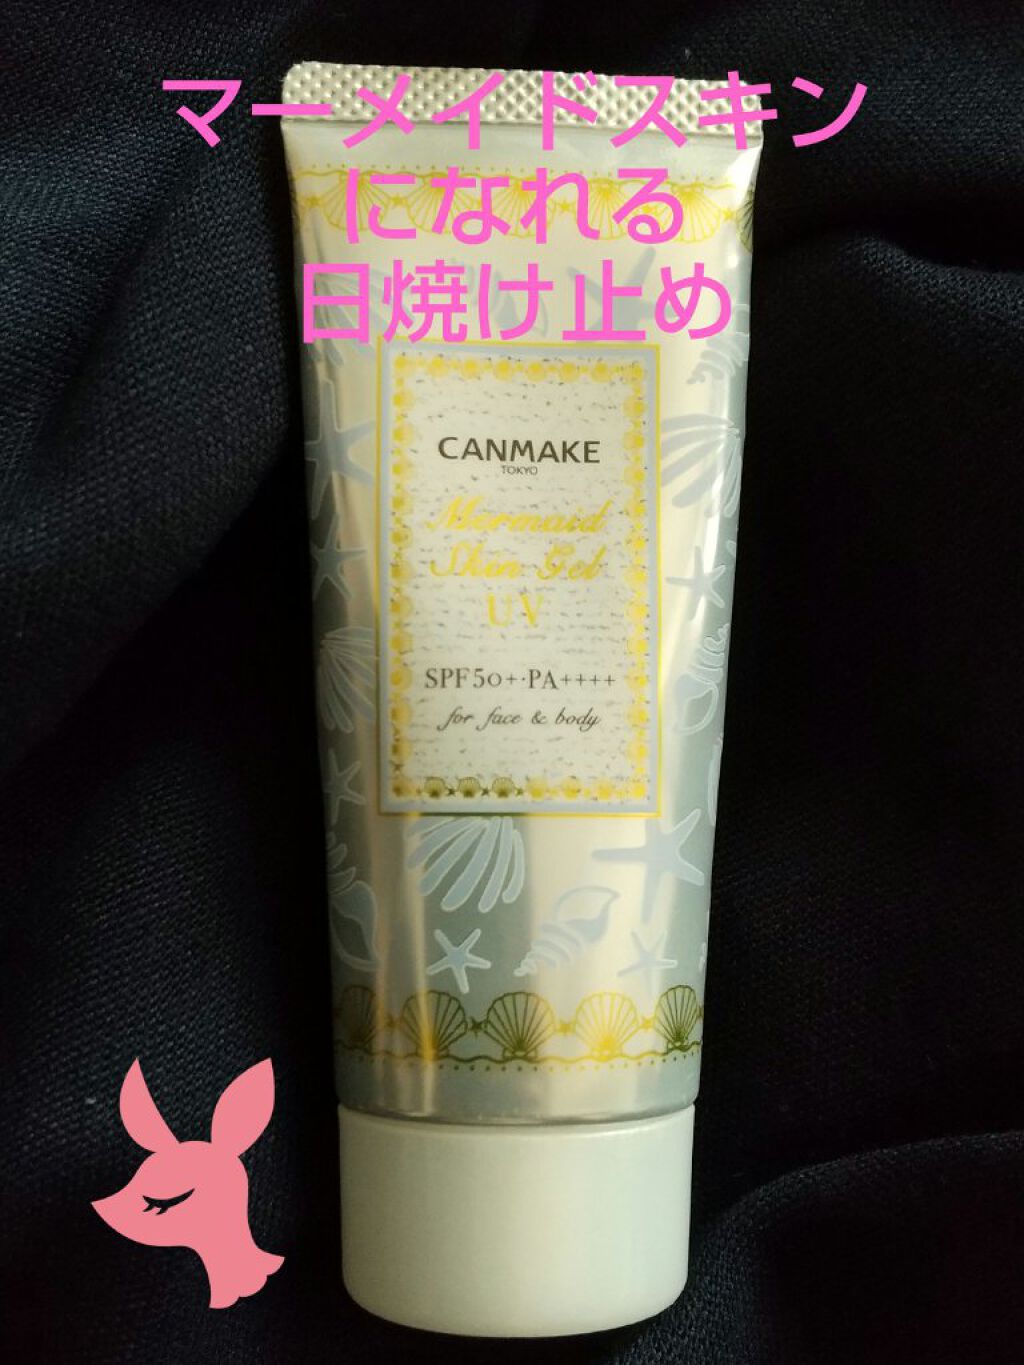 マーメイドスキン
になれる
日焼け止め
CANMAKE
TOKYO
Mermaid
Skin Gel
UV
SPF50+・PA++++
for face & body